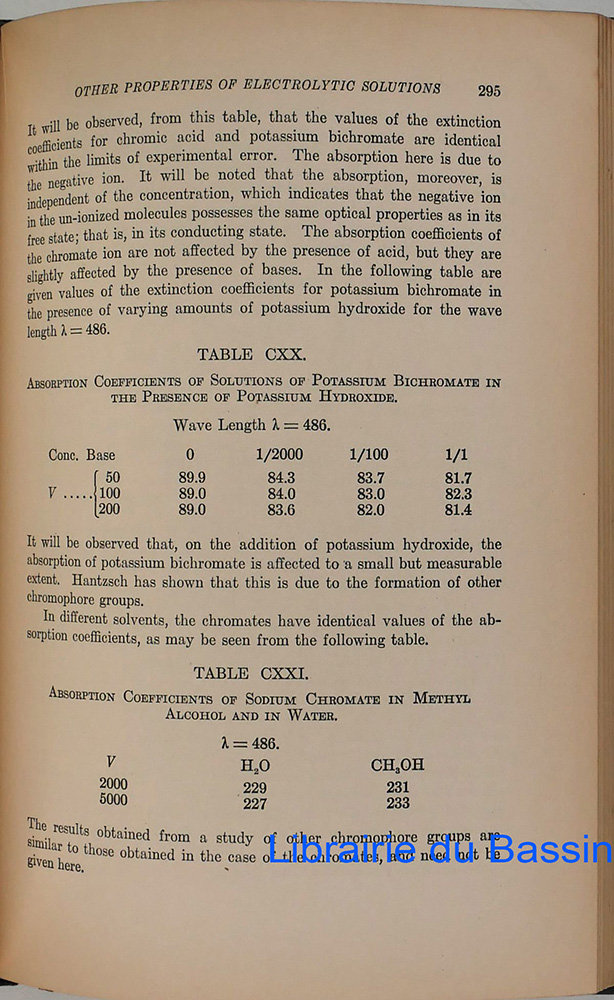 OTHER PROPERTIES OF ELECTROLYTIC SOLUTIONS 295
It will be observed, from this table, that the values of the extinction
coefficients for chromic acid and potassium bichromate are identical
within the limits of experimental error. The absorption here is due to
the negative ion. It will be noted that the absorption, moreover, is
independent of the concentration, which indicates that the negative ion
in the un-ionized molecules possesses the same optical properties as in its
free state; that is, in its conducting state. The absorption coefficients of
the chromate ion are not affected by the presence of acid, but they are
slightly affected by the presence of bases. In the following table are
given values of the extinction coefficients for potassium bichromate in
the presence of varying amounts of potassium hydroxide for the wave
length λ = 486.
TABLE CXX.
Absorption Coefficients of Solutions of Potassium Bichromate in
the Presence of Potassium Hydroxide.
Wave Length λ = 486.
Conc. Base 0 1/2000 1/100 1/1
50 89.9 84.3 83.7 81.7
V ..... 100 89.0 84.0 83.0 82.3
200 89.0 83.6 82.0 81.4
It will be observed that, on the addition of potassium hydroxide, the
absorption of potassium bichromate is affected to a small but measurable
extent. Hantzsch has shown that this is due to the formation of other
chromophore groups.
In different solvents, the chromates have identical values of the ab-
sorption coefficients, as may be seen from the following table.
TABLE CXXI.
Absorption Coefficients of Sodium Chromate in Methyl
Alcohol and in Water.
λ = 486.
V H₂O CH₃OH
2000 229 231
5000 227 233
The results obtained from a study of other chromophore groups are
similar to those obtained in the case of the chromates, and need not be
given here.
Librairie du Bassin